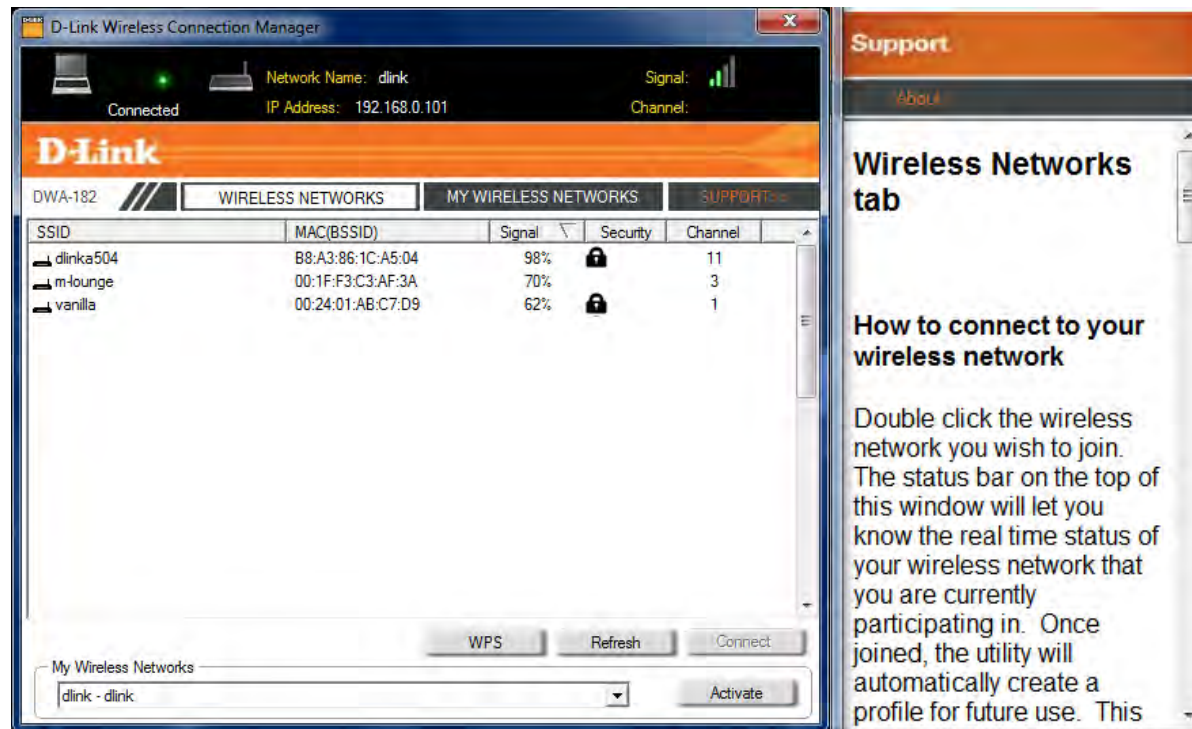 D-Link Wireless Connection Manager
Network Name: dlink
Signal:
Connected
IP Address: 192.168.0.101
Channel:
D-Link
DWA-182
WIRELESS NETWORKS
MY WIRELESS NETWORKS
SUPPORT
SSID MAC(BSSID) Signal Security Channel
dlinka504 B8:A3:86:1C:A5:04 98% 11
m-lounge 00:1F:F3:C3:AF:3A 70% 3
vanilla 00:24:01:AB:C7:D9 62% 1
WPS Refresh Connect
My Wireless Networks
dlink - dlink
Activate
Support
About
Wireless Networks
tab
How to connect to your
wireless network
Double click the wireless
network you wish to join.
The status bar on the top of
this window will let you
know the real time status of
your wireless network that
you are currently
participating in. Once
joined, the utility will
automatically create a
profile for future use. This